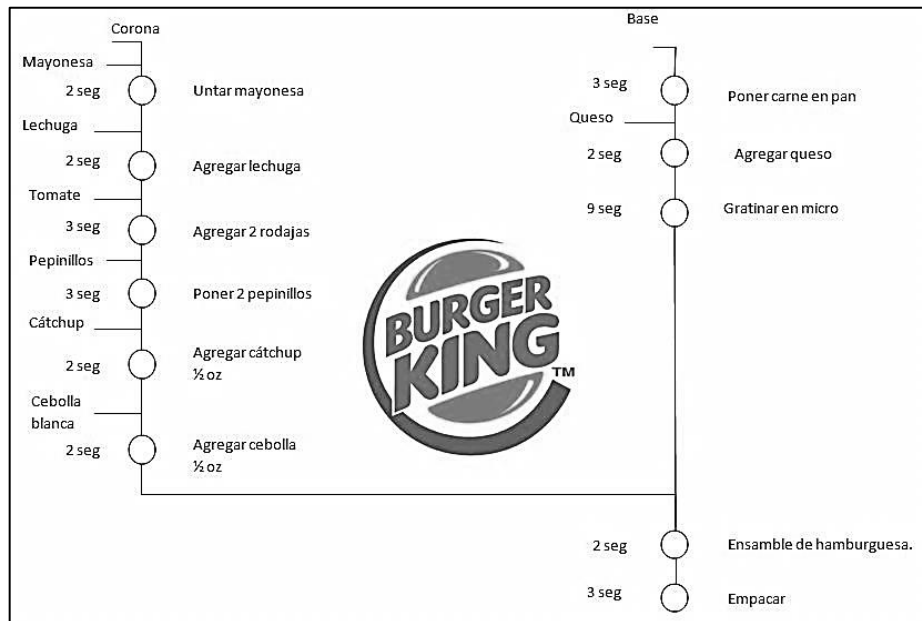 Corona
Mayonesa
2 seg
Untar mayonesa
Lechuga
2 seg
Agregar lechuga
Tomate
3 seg
Agregar 2 rodajas
Pepinillos
3 seg
Poner 2 pepinillos
Cátchup
2 seg
Agregar cátchup
½ oz
Cebolla
blanca
2 seg
Agregar cebolla
½ oz
BURGER
KING
TM
Base
3 seg
Poner carne en pan
Queso
2 seg
Agregar queso
9 seg
Gratinar en micro
2 seg
Ensamble de hamburguesa.
3 seg
Empacar